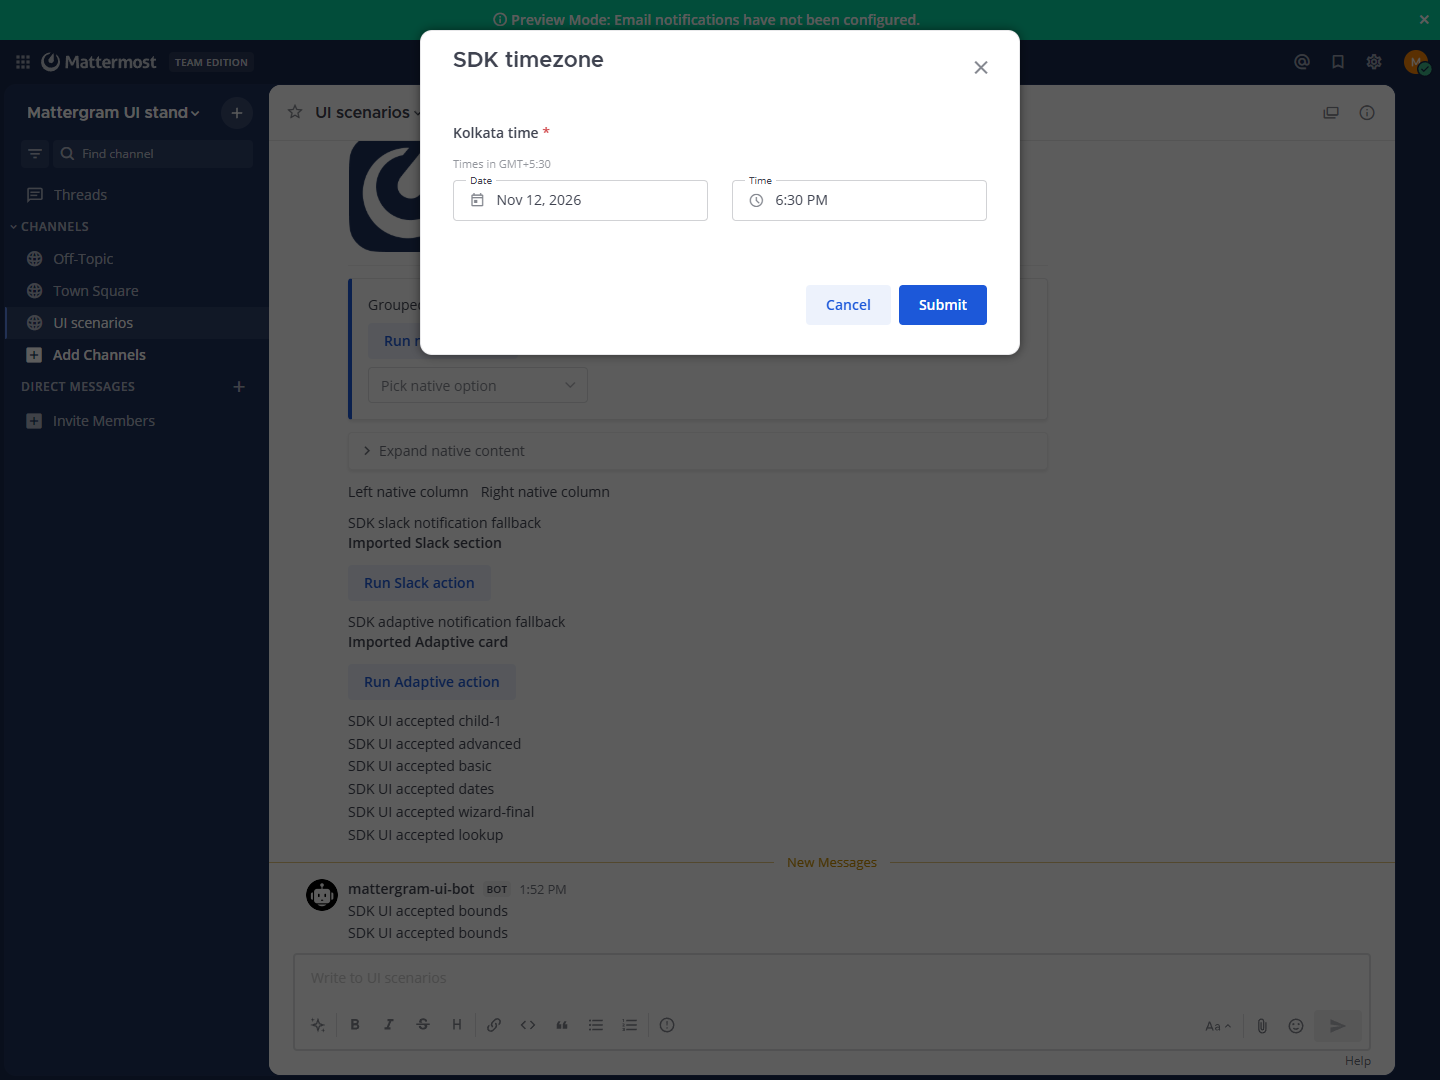 Preview Mode: Email notifications have not been configured.
Mattermost
TEAM EDITION
M
SDK timezone
Kolkata time *
Times in GMT+5:30
Date
Nov 12, 2026
Time
6:30 PM
Cancel
Submit
Mattergram UI stand
Find channel
Threads
CHANNELS
Off-Topic
Town Square
UI scenarios
Add Channels
DIRECT MESSAGES
Invite Members
UI scenarios
Grouped
Run
Pick native option
Expand native content
Left native column Right native column
SDK slack notification fallback
Imported Slack section
Run Slack action
SDK adaptive notification fallback
Imported Adaptive card
Run Adaptive action
SDK UI accepted child-1
SDK UI accepted advanced
SDK UI accepted basic
SDK UI accepted dates
SDK UI accepted wizard-final
SDK UI accepted lookup
New Messages
mattergram-ui-bot BOT 1:52 PM
SDK UI accepted bounds
SDK UI accepted bounds
Write to UI scenarios
B I S H
Aa
Help